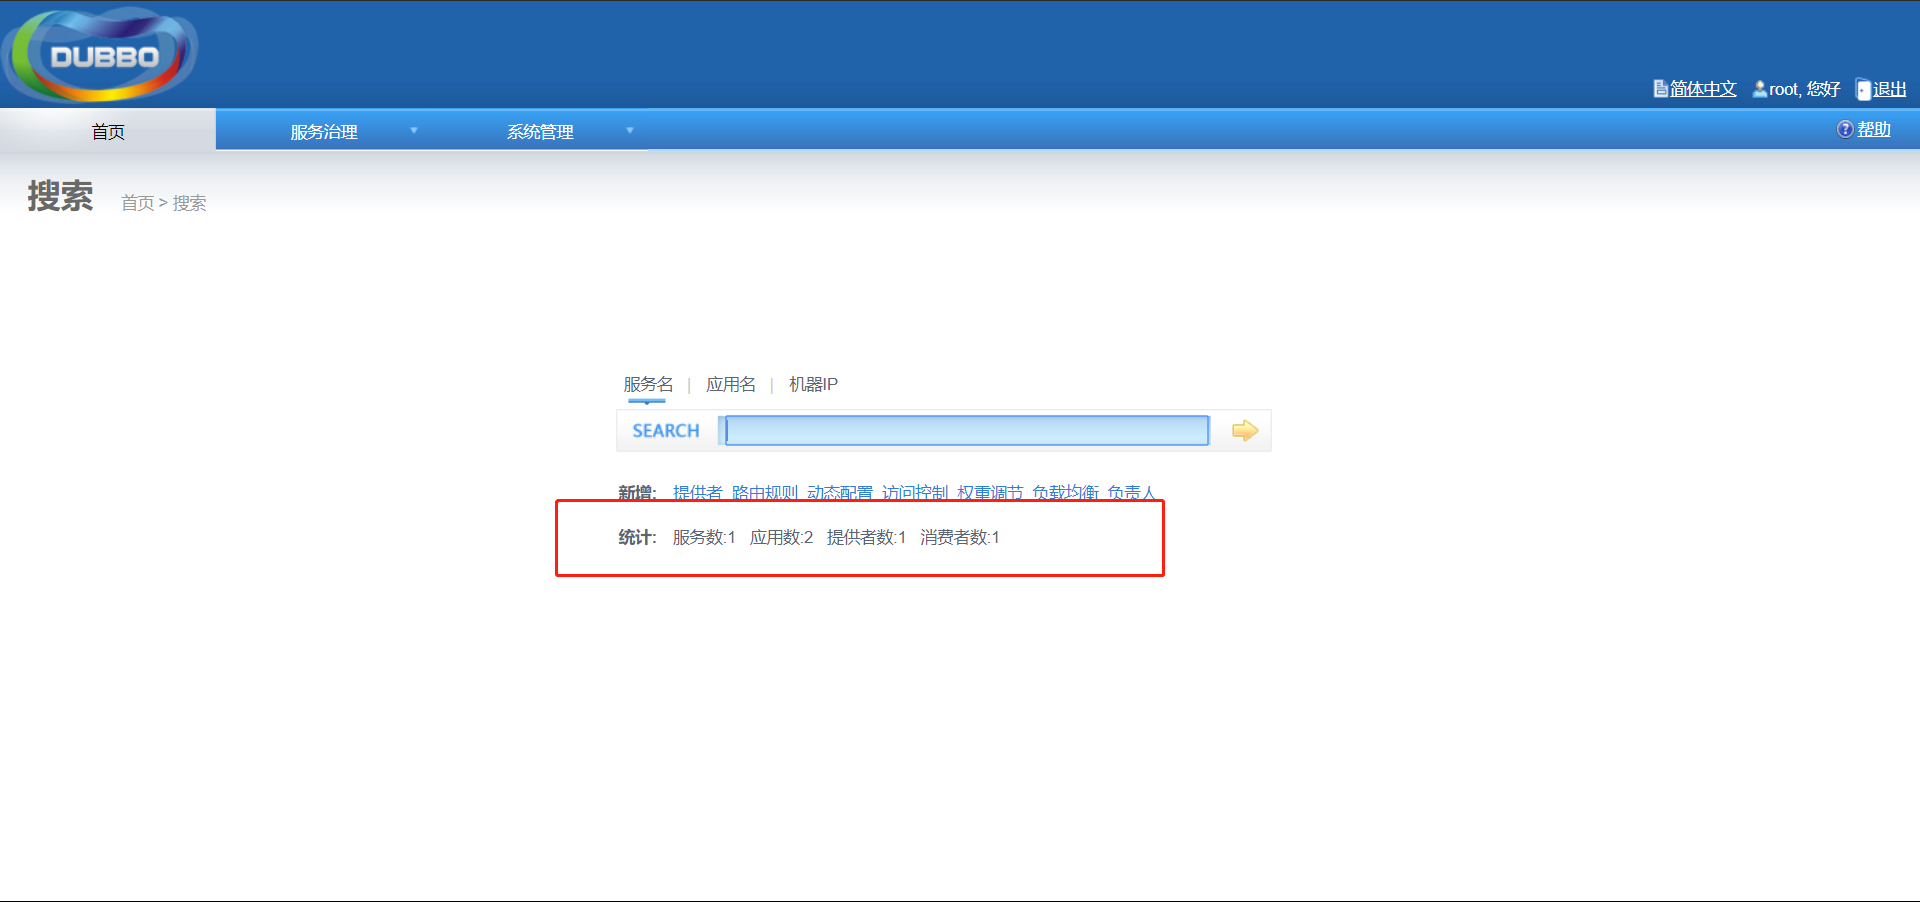 DUBBO
简体中文 root, 您好 退出
首页 服务治理 系统管理 帮助
搜索 首页 > 搜索
服务名 | 应用名 | 机器IP
SEARCH
新增: 提供者 路由规则 动态配置 访问控制 权重调节 负载均衡 负责人
统计: 服务数:1 应用数:2 提供者数:1 消费者数:1